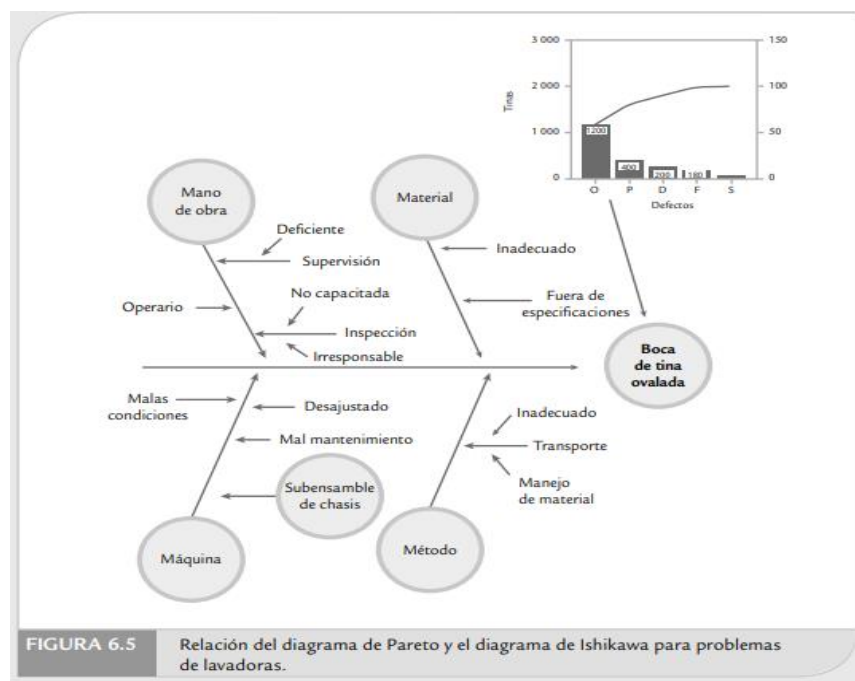 3 000
2 000
1 000
0
150
100
50
0
Tinas
1200
400
200
180
O P D F S
Defectos
Mano
de obra
Material
Deficiente
Supervisión
Operario
No capacitada
Inspección
Irresponsable
Inadecuado
Fuera de
especificaciones
Boca
de tina
ovalada
Malas
condiciones
Desajustado
Mal mantenimiento
Subensamble
de chasis
Máquina
Inadecuado
Transporte
Manejo
de material
Método
FIGURA 6.5
Relación del diagrama de Pareto y el diagrama de Ishikawa para problemas
de lavadoras.